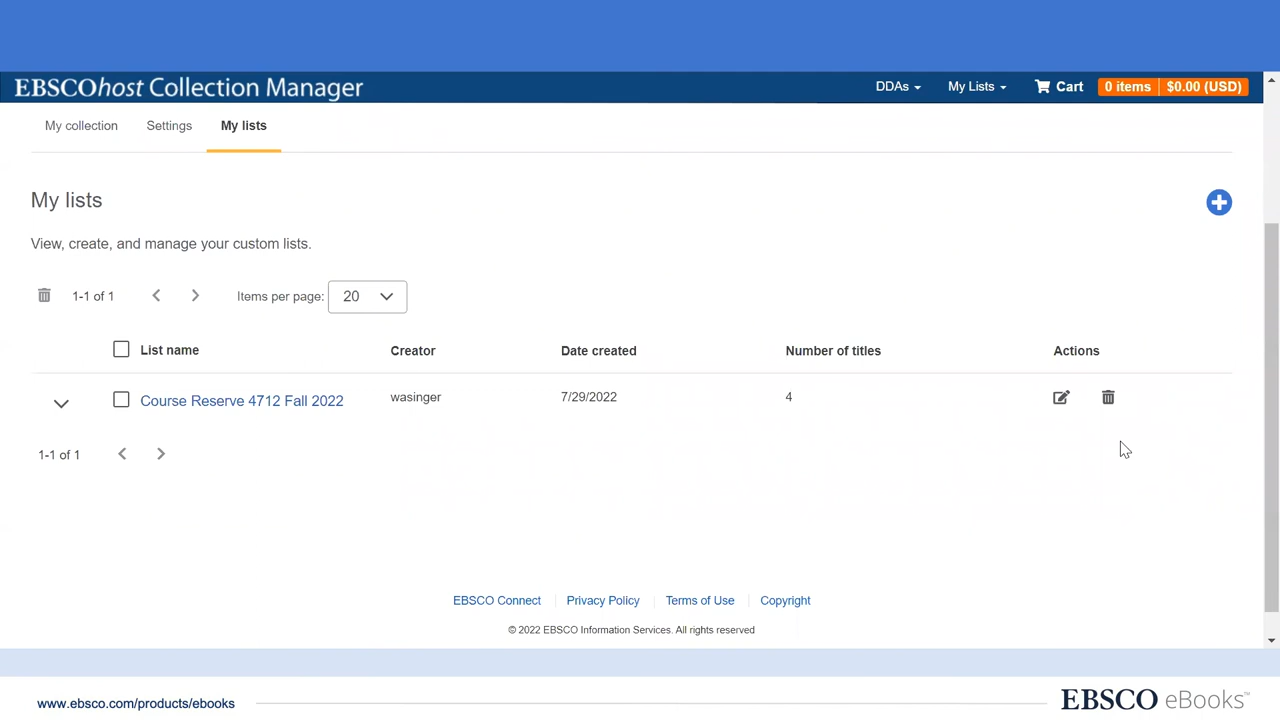 EBSCOhost Collection Manager
DDAs My Lists Cart 0 items $0.00 (USD)
My collection Settings My lists
My lists
View, create, and manage your custom lists.
1-1 of 1 Items per page: 20
List name Creator Date created Number of titles Actions
Course Reserve 4712 Fall 2022 wasinger 7/29/2022 4
1-1 of 1
EBSCO Connect Privacy Policy Terms of Use Copyright
© 2022 EBSCO Information Services. All rights reserved
www.ebsco.com/products/ebooks
EBSCO eBooks™